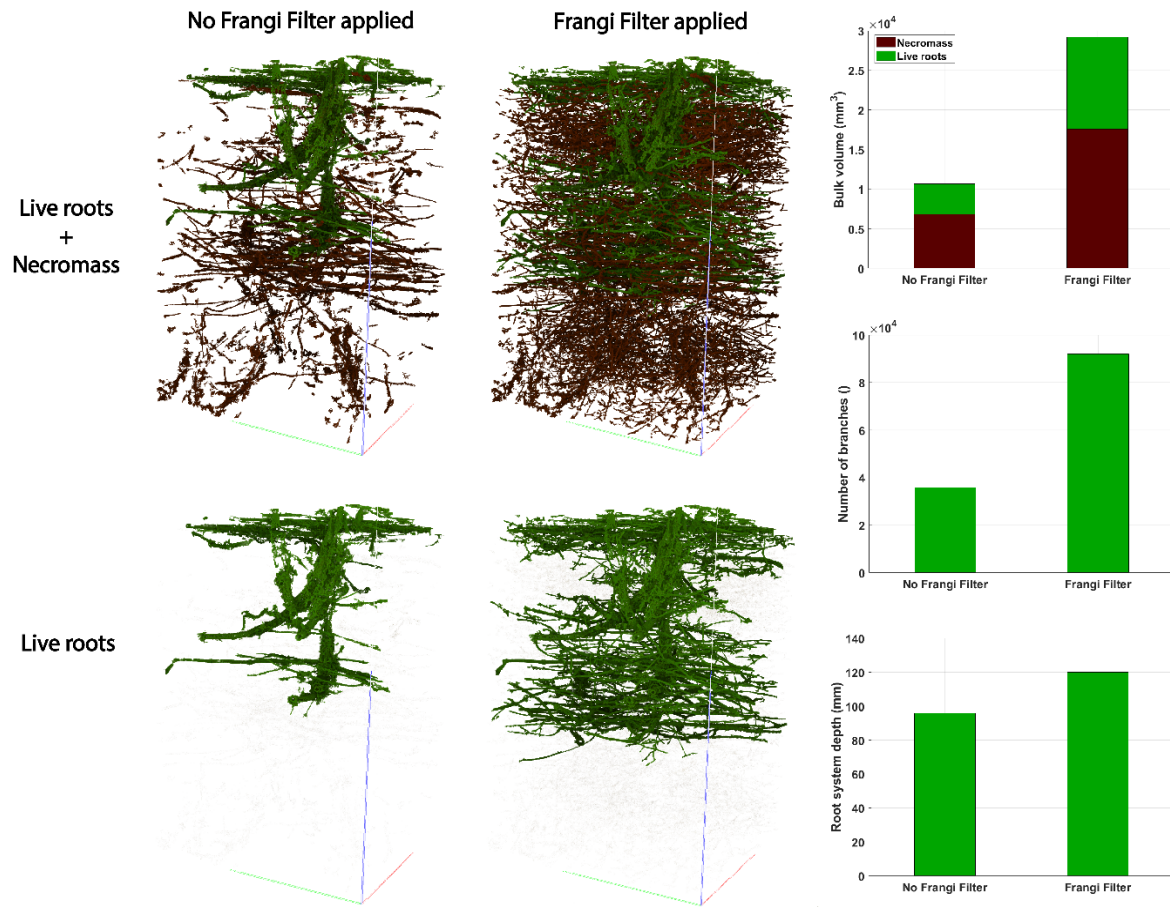 No Frangi Filter applied
Frangi Filter applied
Live roots
+
Necromass
Live roots
×10⁴
3
2.5
2
1.5
1
0.5
0
Bulk volume (mm³)
Necromass
Live roots
No Frangi Filter
Frangi Filter
×10⁴
10
8
6
4
2
0
Number of branches ()
No Frangi Filter
Frangi Filter
140
120
100
80
60
40
20
0
Root system depth (mm)
No Frangi Filter
Frangi Filter